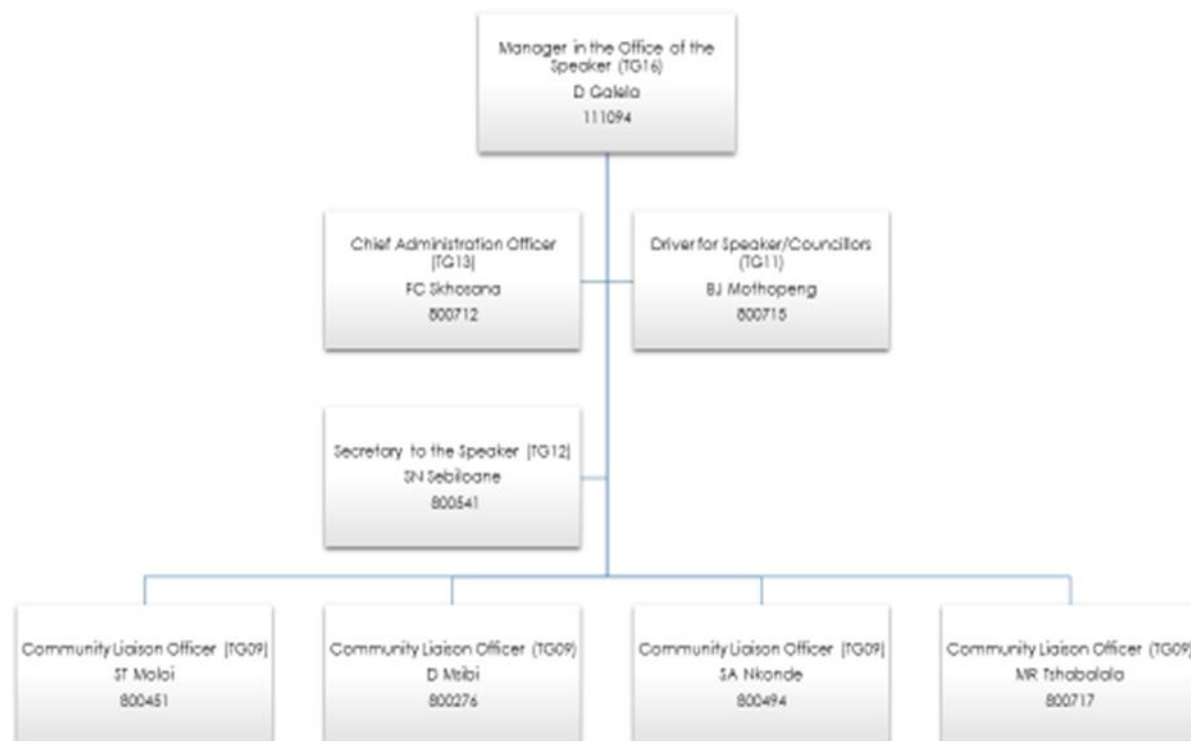 Manager in the Office of the
Speaker (TG16)
D Galela
111094
Chief Administration Officer
(TG13)
FC Skhosana
800712
Driver for Speaker/Councillors
(TG11)
BJ Mothopeng
800715
Secretary to the Speaker (TG12)
SN Sebiloane
800541
Community Liaison Officer (TG09)
ST Moloi
800451
Community Liaison Officer (TG09)
D Msibi
800276
Community Liaison Officer (TG09)
SA Nkonde
800494
Community Liaison Officer (TG09)
MR Tshabalala
800717